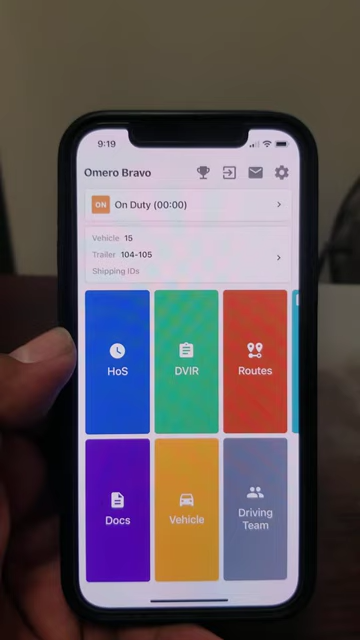 9:19
Omero Bravo
ON On Duty (00:00)
Vehicle 15
Trailer 104-105
Shipping IDs
HoS
DVIR
Routes
Docs
Vehicle
Driving
Team